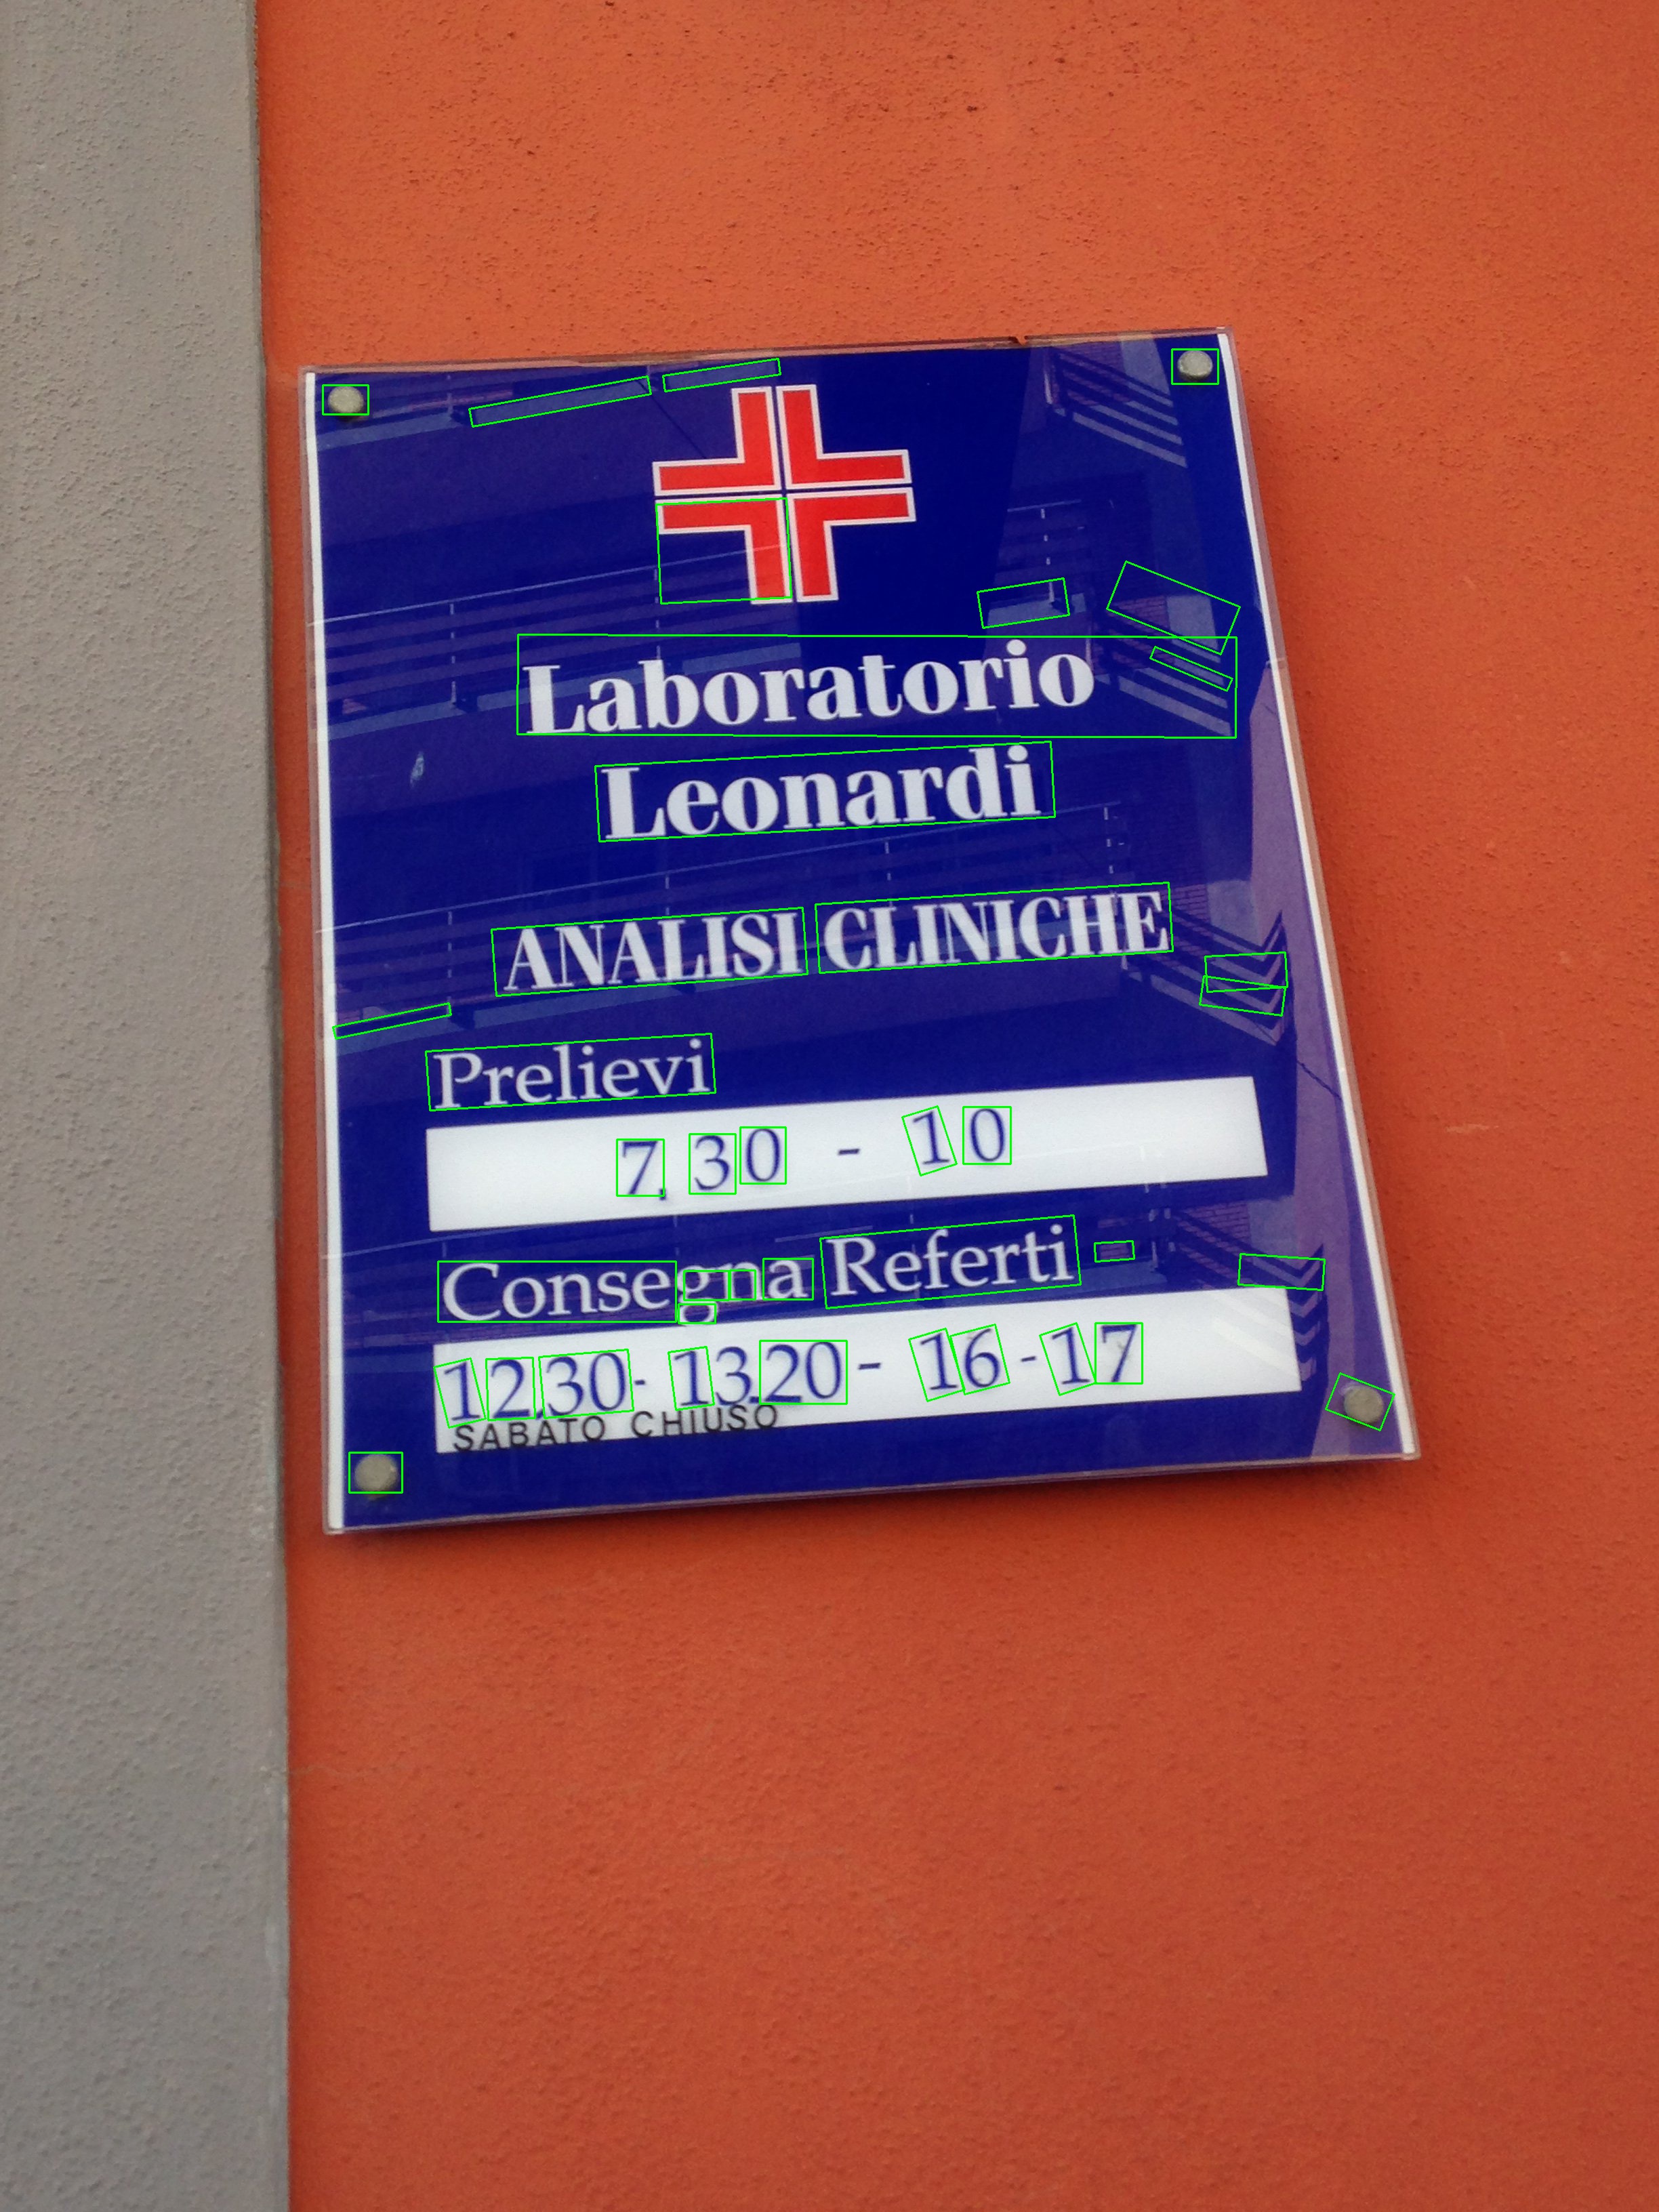 Laboratorio
Leonardi
ANALISI CLINICHE
Prelievi
7,30 - 10
Consegna Referti
12,30 - 13,20 - 16 - 17
SABATO CHIUSO